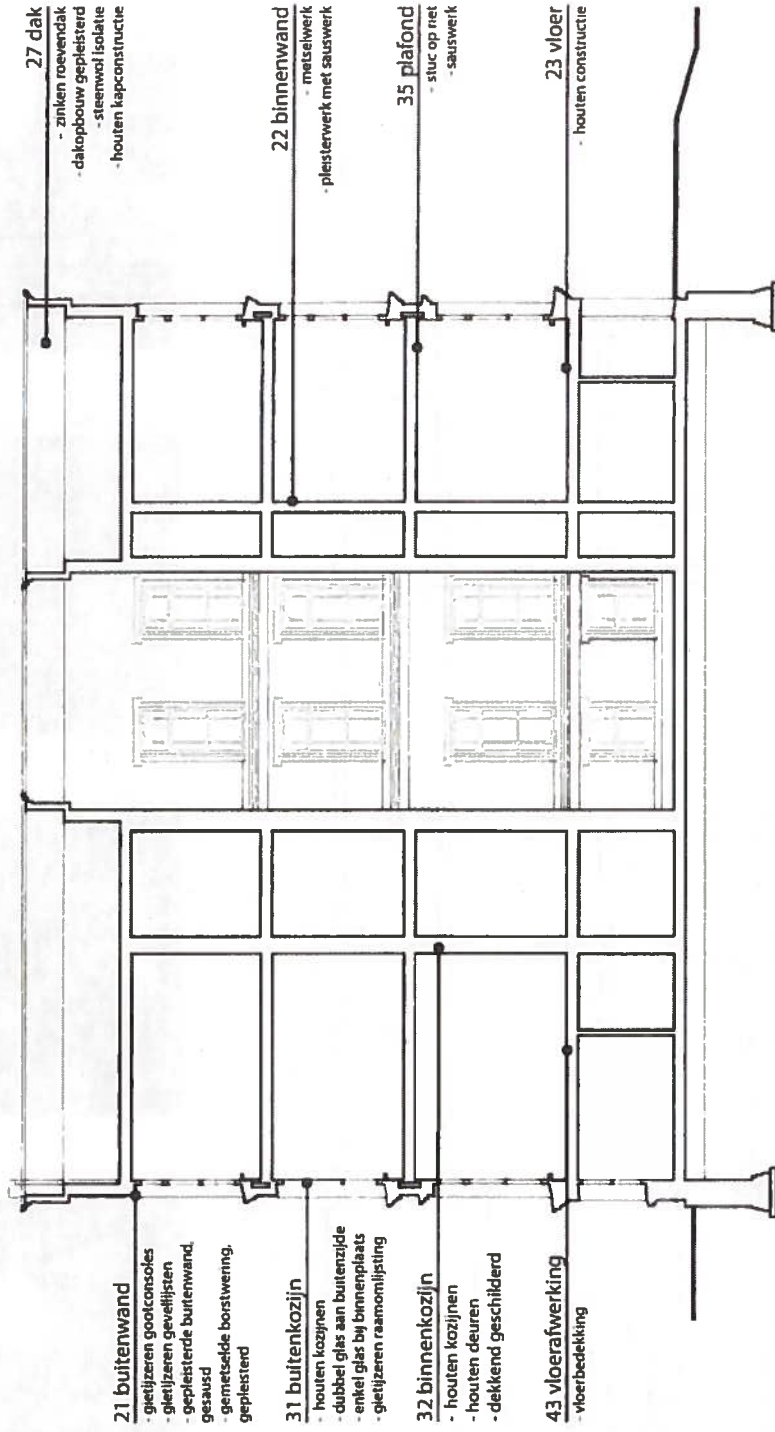 21 buitenwand
- gietijzeren gootconsoles
- gietijzeren gevellijsten
- gepleisterde buitenwand,
gesausd
- gemetselde borstwering,
gepleisterd
31 buitenkozijn
- houten kozijnen
- dubbel glas aan buitenzijde
- enkel glas bij binnenplaats
- gietijzeren raamomlijsting
32 binnenkozijn
- houten kozijnen
- houten deuren
- dekkend geschilderd
43 vloerafwerking
- vloerbedekking
27 dak
- zinken roevendak
- dakopbouw gepleisterd
- steenwol isolatie
- houten kapconstructie
22 binnenwand
- metselwerk
- pleisterwerk met sauswerk
35 plafond
- stuc op riet
- sauswerk
23 vloer
- houten constructie